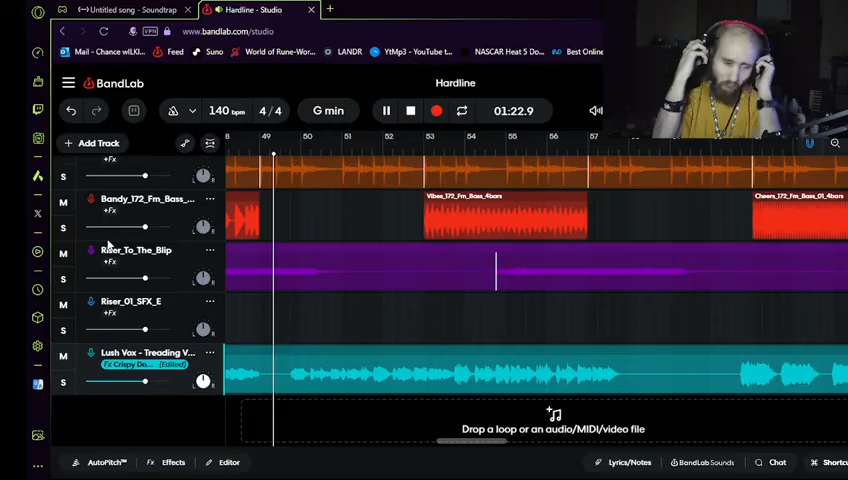 Untitled song - Soundtrap
Hardline - Studio
VPN www.bandlab.com/studio
Mail - Chance wILKI... Feed Suno World of Rune-Wor... LANDR YtMp3 - YouTube t... NASCAR Heat 5 Do... Best Online
BandLab Hardline
140 bpm 4/4 G min 01:22.9
Add Track 8 49 50 51 52 53 54 55 56 57
+Fx
S L R
M Bandy_172_Fm_Bass_... Vibes_172_Fm_Bass_4bars Cheers_172_Fm_Bass_01_4bars
+Fx
S L R
M Riser_To_The_Blip
+Fx
S L R
M Riser_01_SFX_E
+Fx
S L R
M Lush Vox - Treading V...
Fx Crispy Do... (Edited)
S L R
Drop a loop or an audio/MIDI/video file
AutoPitch™ Fx Effects Editor Lyrics/Notes BandLab Sounds Chat Shortcu